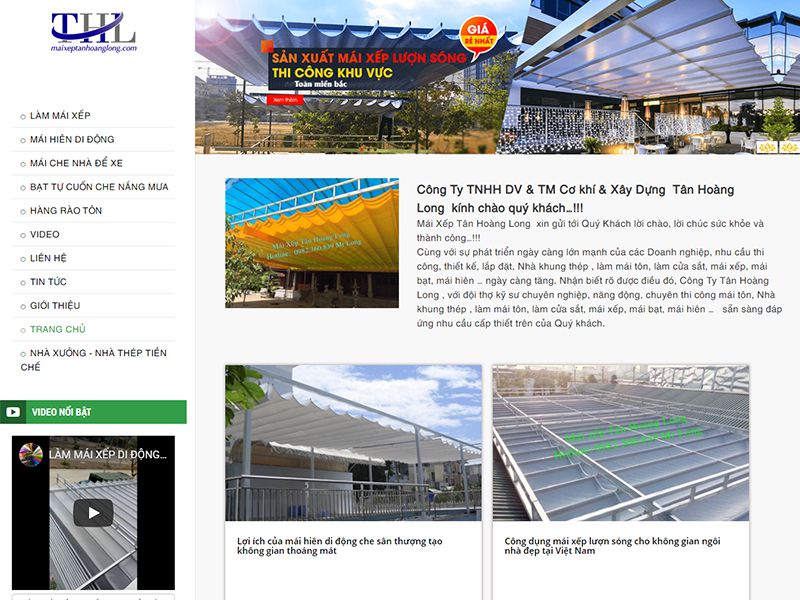 THL
maixeptanhoanglong.com
LÀM MÁI XẾP
MÁI HIÊN DI ĐỘNG
MÁI CHE NHÀ ĐỂ XE
BẠT TỰ CUỐN CHE NẮNG MƯA
HÀNG RÀO TÔN
VIDEO
LIÊN HỆ
TIN TỨC
GIỚI THIỆU
TRANG CHỦ
NHÀ XƯỞNG - NHÀ THÉP TIỀN
CHẾ
VIDEO NỔI BẬT
LÀM MÁI XẾP DI ĐỘNG...
GIÁ
RẺ NHẤT
SẢN XUẤT MÁI XẾP LƯỢN SÓNG
THI CÔNG KHU VỰC
Toàn miền bắc
Xem thêm
Mái Xếp Tân Hoàng Long
Hotline: 0982 360 839 Mr Long
Công Ty TNHH DV & TM Cơ khí & Xây Dựng Tân Hoàng
Long kính chào quý khách...!!!
Mái Xếp Tân Hoàng Long xin gửi tới Quý Khách lời chào, lời chúc sức khỏe và
thành công...!!!
Cùng với sự phát triển ngày càng lớn mạnh của các Doanh nghiệp, nhu cầu thi
công, thiết kế, lắp đặt, Nhà khung thép , làm mái tôn, làm cửa sắt, mái xếp, mái
bạt, mái hiên ... ngày càng tăng. Nhận biết rõ được điều đó, Công Ty Tân Hoàng
Long , với đội thợ kỹ sư chuyên nghiệp, năng động, chuyên thi công mái tôn, Nhà
khung thép , làm mái tôn, làm cửa sắt, mái xếp, mái bạt, mái hiên ... sẵn sàng đáp
ứng nhu cầu cấp thiết trên của Quý khách.
Lợi ích của mái hiên di động che sân thượng tạo
không gian thoáng mát
Công dụng mái xếp lượn sóng cho không gian ngôi
nhà đẹp tại Việt Nam